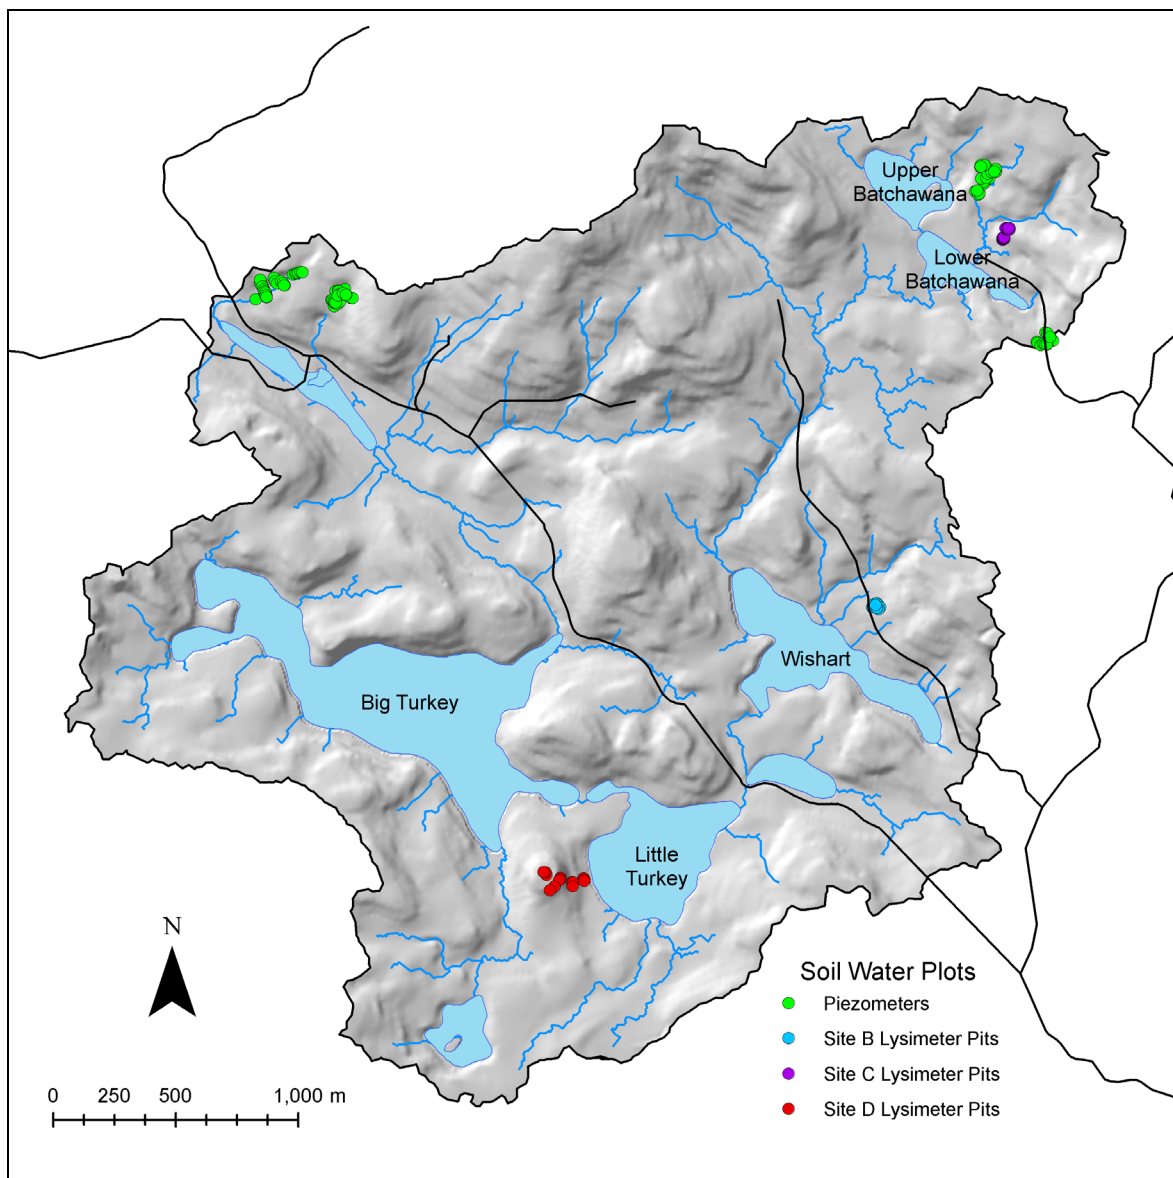 Upper
Batchawana
Lower
Batchawana
Wishart
Big Turkey
Little
Turkey
N
Soil Water Plots
Piezometers
Site B Lysimeter Pits
Site C Lysimeter Pits
Site D Lysimeter Pits
0 250 500 1,000 m